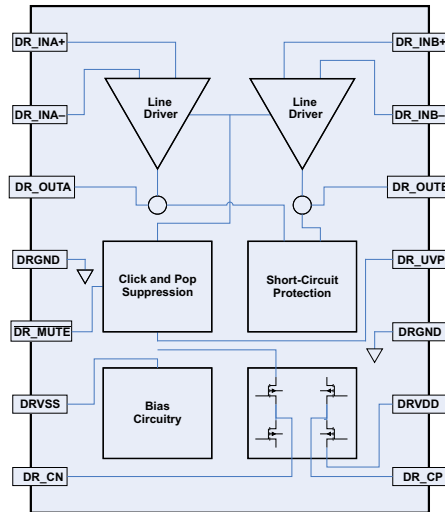 DR_INA+
DR_INB+
Line
Driver
Line
Driver
DR_INA–
DR_INB–
DR_OUTA
DR_OUTB
DRGND
DR_UVP
Click and Pop
Suppression
Short-Circuit
Protection
DR_MUTE
DRGND
DRVSS
DRVDD
Bias
Circuitry
DR_CN
DR_CP